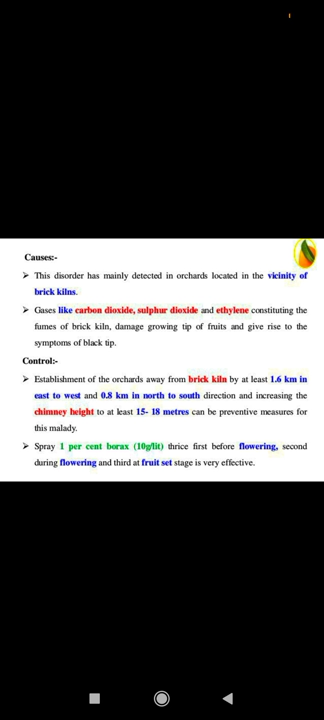 Causes:-
➢ This disorder has mainly detected in orchards located in the vicinity of
brick kilns.
➢ Gases like carbon dioxide, sulphur dioxide and ethylene constituting the
fumes of brick kiln, damage growing tip of fruits and give rise to the
symptoms of black tip.
Control:-
➢ Establishment of the orchards away from brick kiln by at least 1.6 km in
east to west and 0.8 km in north to south direction and increasing the
chimney height to at least 15- 18 metres can be preventive measures for
this malady.
➢ Spray 1 per cent borax (10g/lit) thrice first before flowering, second
during flowering and third at fruit set stage is very effective.